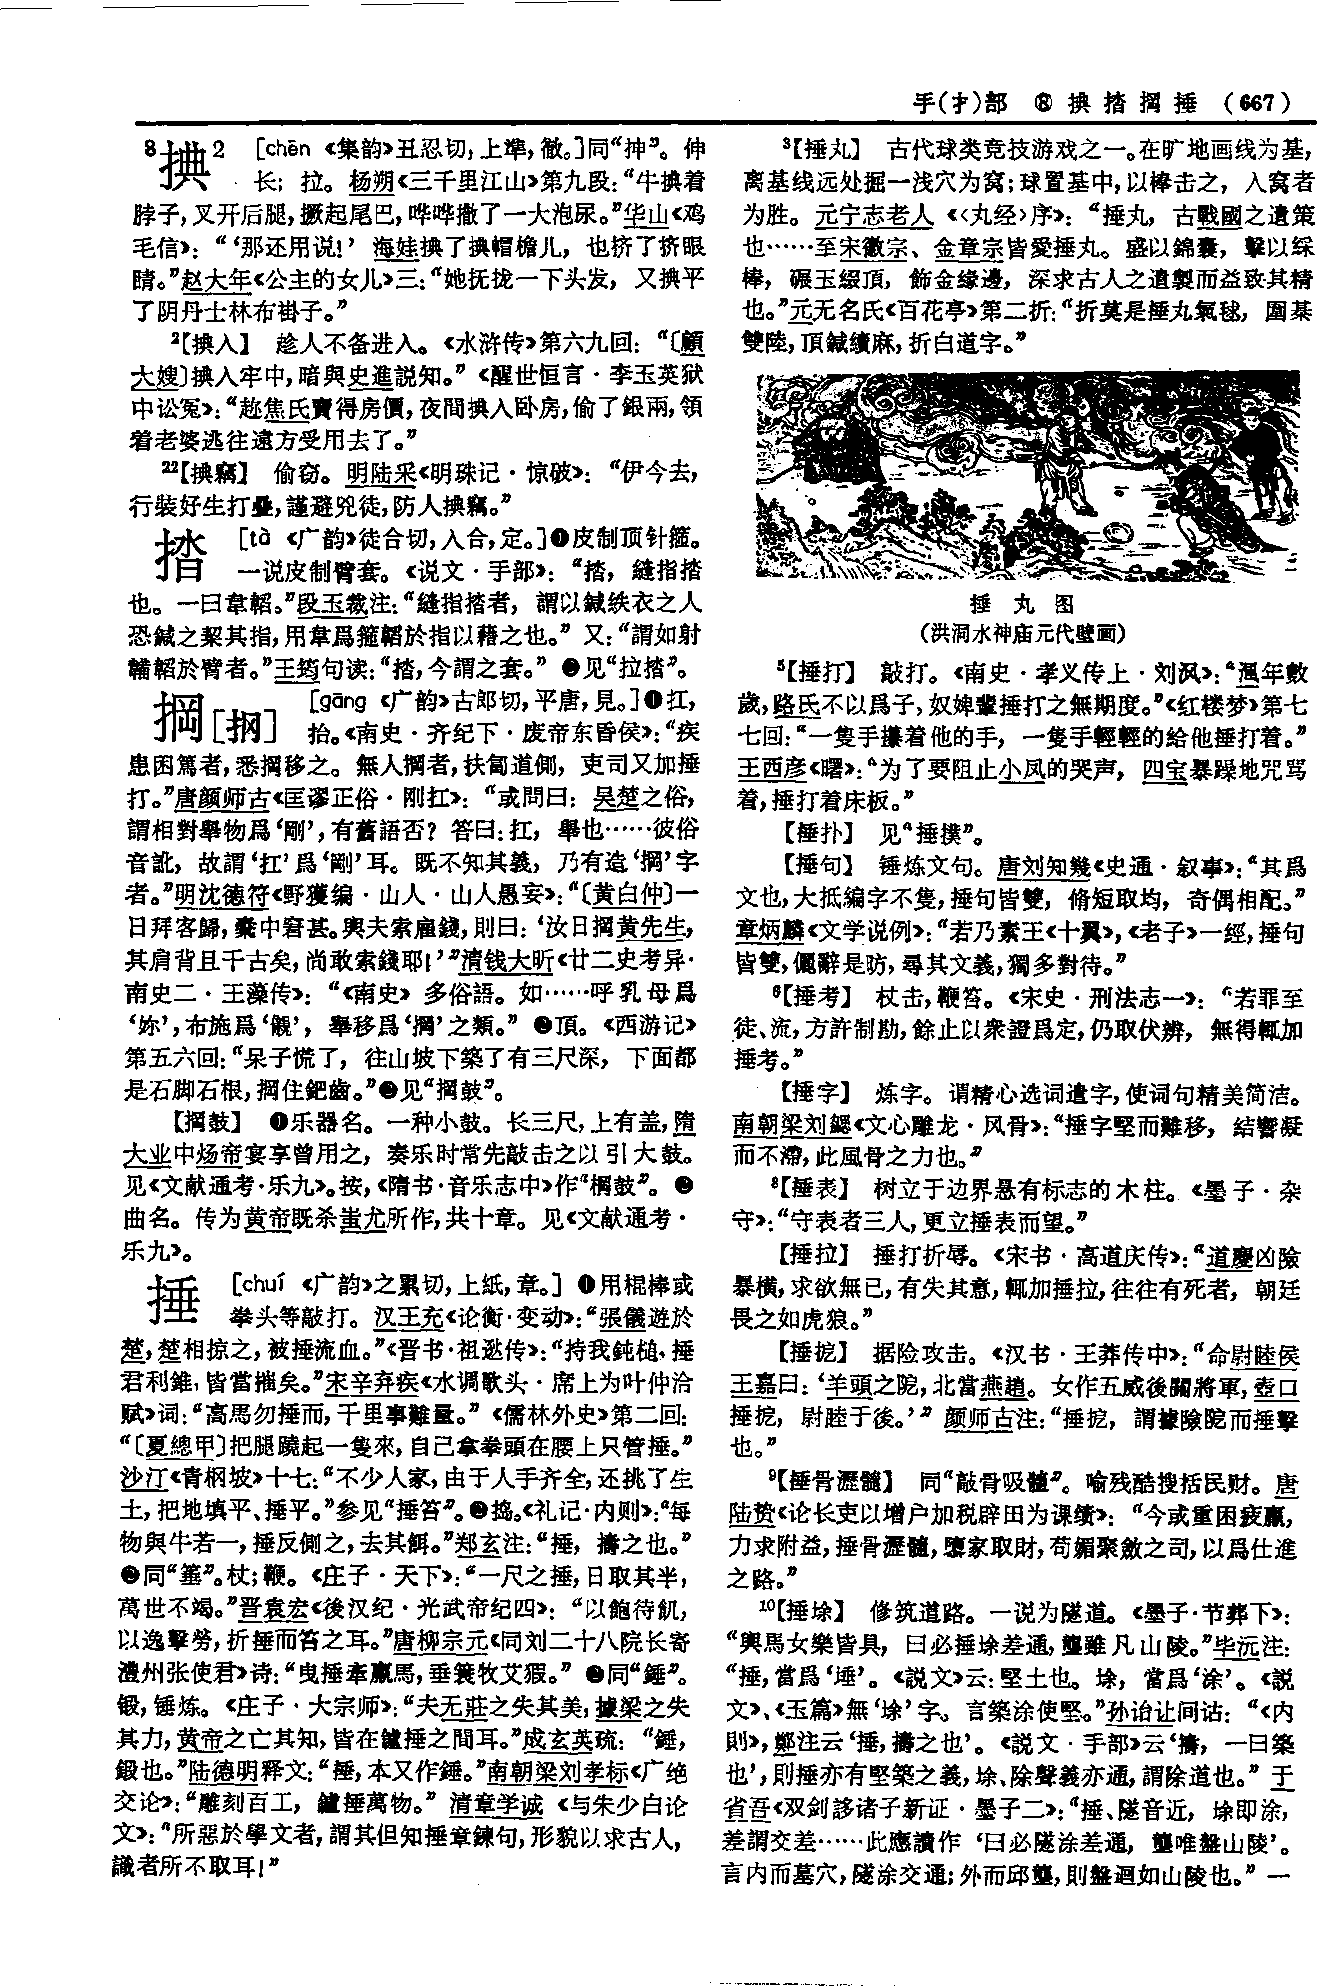 手(扌)部　⑧ 捵 揸 掆 捶　(667)
8捵2　[chēn 《集韵》丑忍切，上準，徹。]同“抻”。伸
长；拉。杨朔《三千里江山》第九段：“牛捵着
脖子，叉开后腿，撅起尾巴，哗哗撒了一大泡尿。”华山《鸡
毛信》：“‘那还用说！’ 海娃捵了捵帽檐儿，也挤了挤眼
睛。”赵大年《公主的女儿》三：“她抚拢一下头发，又捵平
了阴丹士林布褂子。”
2【捵入】　趁人不备进入。《水浒传》第六九回：“〔顧
大嫂〕捵入牢中，暗與史進説知。”《醒世恒言·李玉英狱
中讼冤》：“趂焦氏賣得房價，夜間捵入卧房，偷了銀兩，領
着老婆逃往遠方受用去了。”
22【捵竊】　偷窃。明陆采《明珠记·惊破》：“伊今去，
行裝好生打疊，謹避兇徒，防人捵竊。”
揸　[tà 《广韵》徒合切，入合，定。]❶皮制顶针箍。
一说皮制臂套。《说文·手部》：“揸，縫指揸
也。一曰韋韜。”段玉裁注：“縫指揸者，謂以鍼紩衣之人
恐鍼之㓞其指，用韋爲箍韜於指以藉之也。” 又：“謂如射
韝韜於臂者。”王筠句读：“揸，今謂之套。” ❷见“拉揸”。
掆[㧏]　[gāng 《广韵》古郎切，平唐，見。]❶扛，
抬。《南史·齐纪下·废帝东昏侯》：“疾
患困篤者，悉掆移之。無人掆者，扶匐道側，吏司又加捶
打。”唐颜师古《匡谬正俗·刚扛》：“或問曰：吴楚之俗，
謂相對舉物爲‘剛’，有舊語否？答曰：扛，舉也……彼俗
音訛，故謂‘扛’爲‘剛’耳。既不知其義，乃有造‘掆’字
者。”明沈德符《野獲编·山人·山人愚妄》：“〔黄白仲〕一
日拜客歸，橐中窘甚。輿夫索雇錢，則曰：‘汝日掆黄先生，
其肩背且千古矣，尚敢索錢耶！’”清钱大昕《廿二史考异·
南史二·王藻传》：“《南史》多俗語。如……呼乳母爲
‘妳’，布施爲‘儭’，舉移爲‘掆’之類。” ❷頂。《西游记》
第五六回：“呆子慌了，往山坡下築了有三尺深，下面都
是石脚石根，掆住鈀齒。”❸见“掆鼓”。
【掆鼓】　❶乐器名。一种小鼓。长三尺，上有盖，隋
大业中炀帝宴享曾用之，奏乐时常先敲击之以引大鼓。
见《文献通考·乐九》。按，《隋书·音乐志中》作“棡鼓”。❷
曲名。传为黄帝既杀蚩尤所作，共十章。见《文献通考·
乐九》。
捶　[chuí 《广韵》之累切，上紙，章。] ❶用棍棒或
拳头等敲打。汉王充《论衡·变动》：“張儀遊於
楚，楚相掠之，被捶流血。”《晋书·祖逖传》：“持我鈍槌，捶
君利錐，皆當摧矣。”宋辛弃疾《水调歌头·席上为叶仲洽
赋》词：“高馬勿捶面，千里事難量。”《儒林外史》第二回：
“〔夏總甲〕把腿蹺起一隻來，自己拿拳頭在腰上只管捶。”
沙汀《青㭎坡》十七：“不少人家，由于人手齐全，还挑了生
土，把地填平、捶平。”参见“捶笞”。❷捣。《礼记·内则》：“每
物與牛若一，捶反側之，去其餌。”郑玄注：“捶，擣之也。”
❸同“箠”。杖；鞭。《庄子·天下》：“一尺之捶，日取其半，
萬世不竭。”晋袁宏《後汉纪·光武帝纪四》：“以飽待飢，
以逸擊勞，折捶而笞之耳。”唐柳宗元《同刘二十八院长寄
澧州张使君》诗：“曳捶牽羸馬，垂簑牧艾豭。” ❹同“錘”。
锻，锤炼。《庄子·大宗师》：“夫无莊之失其美，據梁之失
其力，黄帝之亡其知，皆在鑪捶之間耳。”成玄英疏：“錘，
鍛也。”陆德明释文：“捶，本又作錘。”南朝梁刘孝标《广绝
交论》：“雕刻百工，鑪捶萬物。” 清章学诚《与朱少白论
文》：“所惡於學文者，謂其但知捶章鍊句，形貌以求古人，
識者所不取耳！”
3【捶丸】　古代球类竞技游戏之一。在旷地画线为基，
离基线远处掘一浅穴为窝；球置基中，以棒击之，入窝者
为胜。元宁志老人《〈丸经〉序》：“捶丸，古戰國之遺策
也……至宋徽宗、金章宗皆愛捶丸。盛以錦囊，擊以綵
棒，碾玉綴頂，飾金緣邊，深求古人之遺製而益致其精
也。”元无名氏《百花亭》第二折：“折莫是捶丸氣毬，圍棊
雙陸，頂鍼續麻，折白道字。”
捶　丸　图
(洪洞水神庙元代壁画)
5【捶打】　敲打。《南史·孝义传上·刘沨》：“渢年數
歲，路氏不以爲子，奴婢輩捶打之無期度。”《红楼梦》第七
七回：“一隻手攥着他的手，一隻手輕輕的給他捶打着。”
王西彦《曙》：“为了要阻止小凤的哭声，四宝暴躁地咒骂
着，捶打着床板。”
【捶扑】　见“捶撲”。
【捶句】　锤炼文句。唐刘知幾《史通·叙事》：“其爲
文也，大抵編字不隻，捶句皆雙，脩短取均，奇偶相配。”
章炳麟《文学说例》：“若乃素王《十翼》，《老子》一經，捶句
皆雙，儷辭是昉，尋其文義，獨多對待。”
6【捶考】　杖击，鞭笞。《宋史·刑法志一》：“若罪至
徒、流，方許制勘，餘止以衆證爲定，仍取伏辨，無得輒加
捶考。”
【捶字】　炼字。谓精心选词遣字，使词句精美简洁。
南朝梁刘勰《文心雕龙·风骨》：“捶字堅而難移，結響凝
而不滯，此風骨之力也。”
8【捶表】　树立于边界悬有标志的木柱。《墨子·杂
守》：“守表者三人，更立捶表而望。”
【捶拉】　捶打折辱。《宋书·高道庆传》：“道慶凶險
暴横，求欲無已，有失其意，輒加捶拉，往往有死者，朝廷
畏之如虎狼。”
【捶挖】　据险攻击。《汉书·王莽传中》：“命尉睦侯
王嘉曰：‘羊頭之阸，北當燕趙。女作五威後關將軍，壺口
捶挖，尉睦于後。’” 颜师古注：“捶挖，謂據險阸而捶擊
也。”
9【捶骨瀝髓】　同“敲骨吸髓”。喻残酷搜括民财。唐
陆贽《论长吏以增户加税辟田为课绩》：“今或重困疲羸，
力求附益，捶骨瀝髓，隳家取財，苟媚聚斂之司，以爲仕進
之路。”
10【捶垛】　修筑道路。一说为隧道。《墨子·节葬下》：
“輿馬女樂皆具，曰必捶垛差通，壟雖凡山陵。”毕沅注：
“捶，當爲‘埵’。《説文》云：堅土也。垛，當爲‘涂’。《説
文》、《玉篇》無‘垛’字。言築涂使堅。”孙诒让间诂：“《内
則》，鄭注云‘捶，擣之也’。《説文·手部》云‘擣，一曰築
也’，則捶亦有堅築之義，垛、除聲義亦通，謂除道也。” 于
省吾《双剑誃诸子新证·墨子二》：“捶、隧音近，垛即涂，
差謂交差……此應讀作‘曰必隧涂差通，壟唯盤山陵’。
言内而墓穴，隧涂交通；外而邱壟，則盤迴如山陵也。” 一